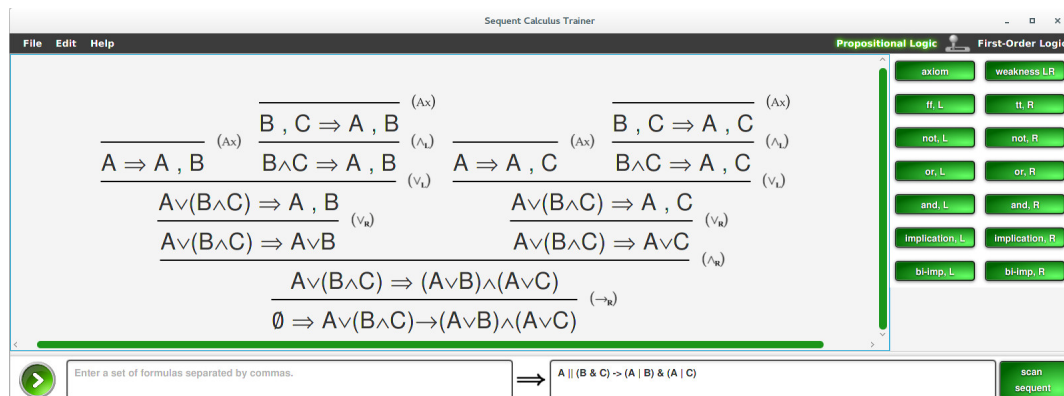 Sequent Calculus Trainer
File Edit Help
Propositional Logic First-Order Logic
(Ax) (Ax)
B , C ⇒ A , B B , C ⇒ A , C
(Ax) (∧L) (Ax) (∧L)
A ⇒ A , B B∧C ⇒ A , B A ⇒ A , C B∧C ⇒ A , C
(∨L) (∨L)
A∨(B∧C) ⇒ A , B A∨(B∧C) ⇒ A , C
(∨R) (∨R)
A∨(B∧C) ⇒ A∨B A∨(B∧C) ⇒ A∨C
(∧R)
A∨(B∧C) ⇒ (A∨B)∧(A∨C)
(→R)
∅ ⇒ A∨(B∧C)→(A∨B)∧(A∨C)
axiom weakness LR
ff, L tt, R
not, L not, R
or, L or, R
and, L and, R
implication, L implication, R
bi-imp, L bi-imp, R
Enter a set of formulas separated by commas. ⟹ A || (B & C) -> (A | B) & (A | C)
scan
sequent